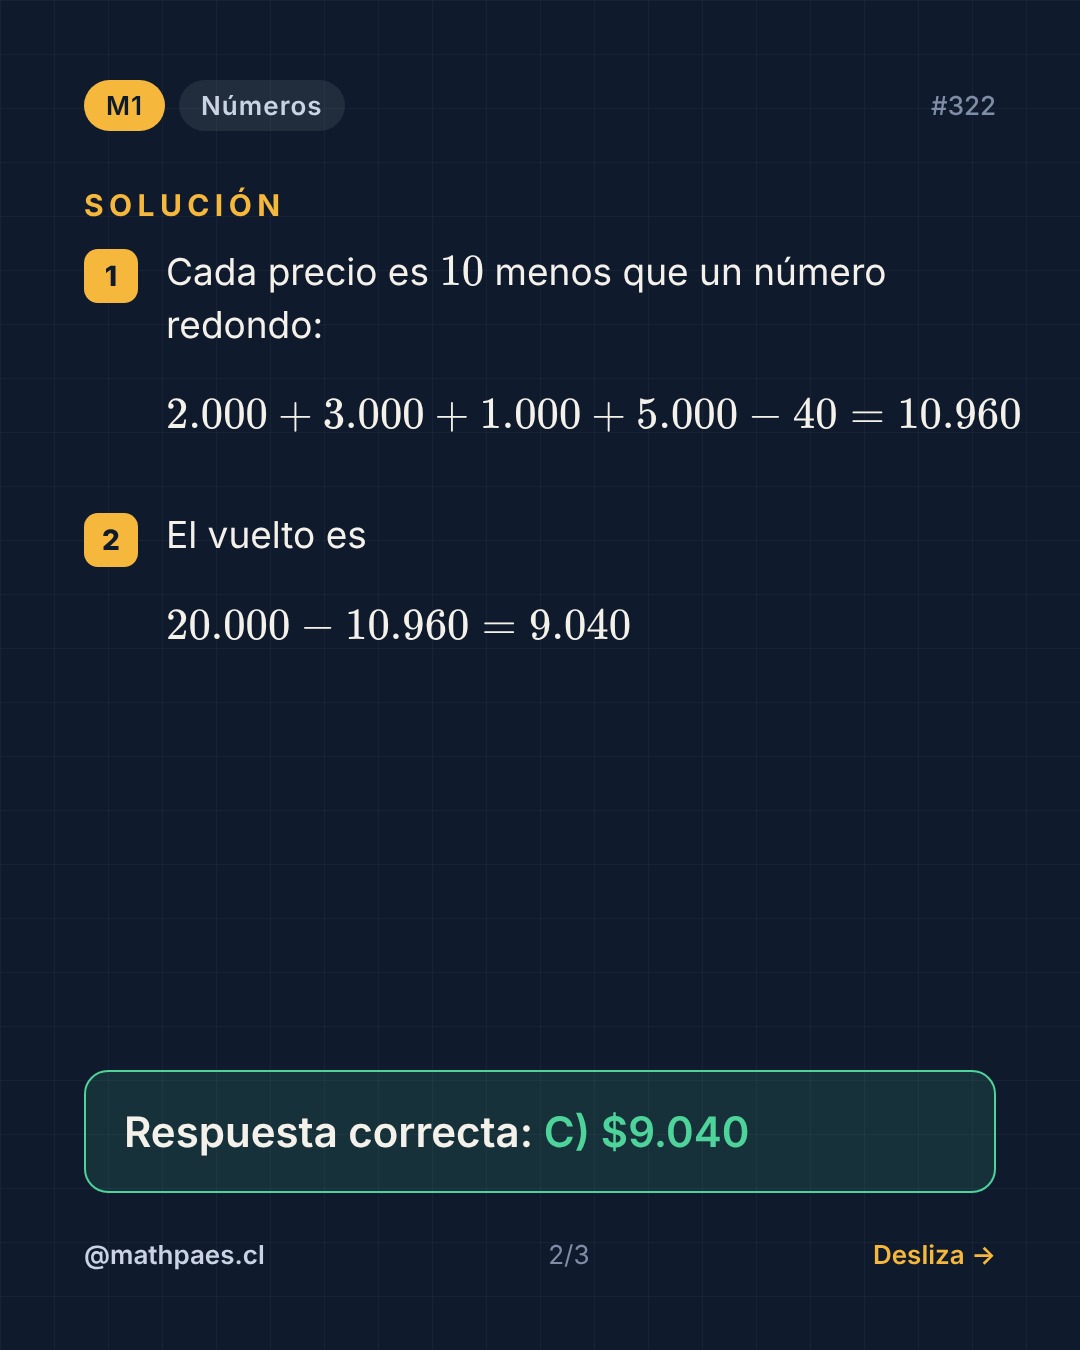 M1 Números #322
SOLUCIÓN
1 Cada precio es 10 menos que un número
redondo:
2.000 + 3.000 + 1.000 + 5.000 − 40 = 10.960
2 El vuelto es
20.000 − 10.960 = 9.040
Respuesta correcta: C) $9.040
@mathpaes.cl 2/3 Desliza →